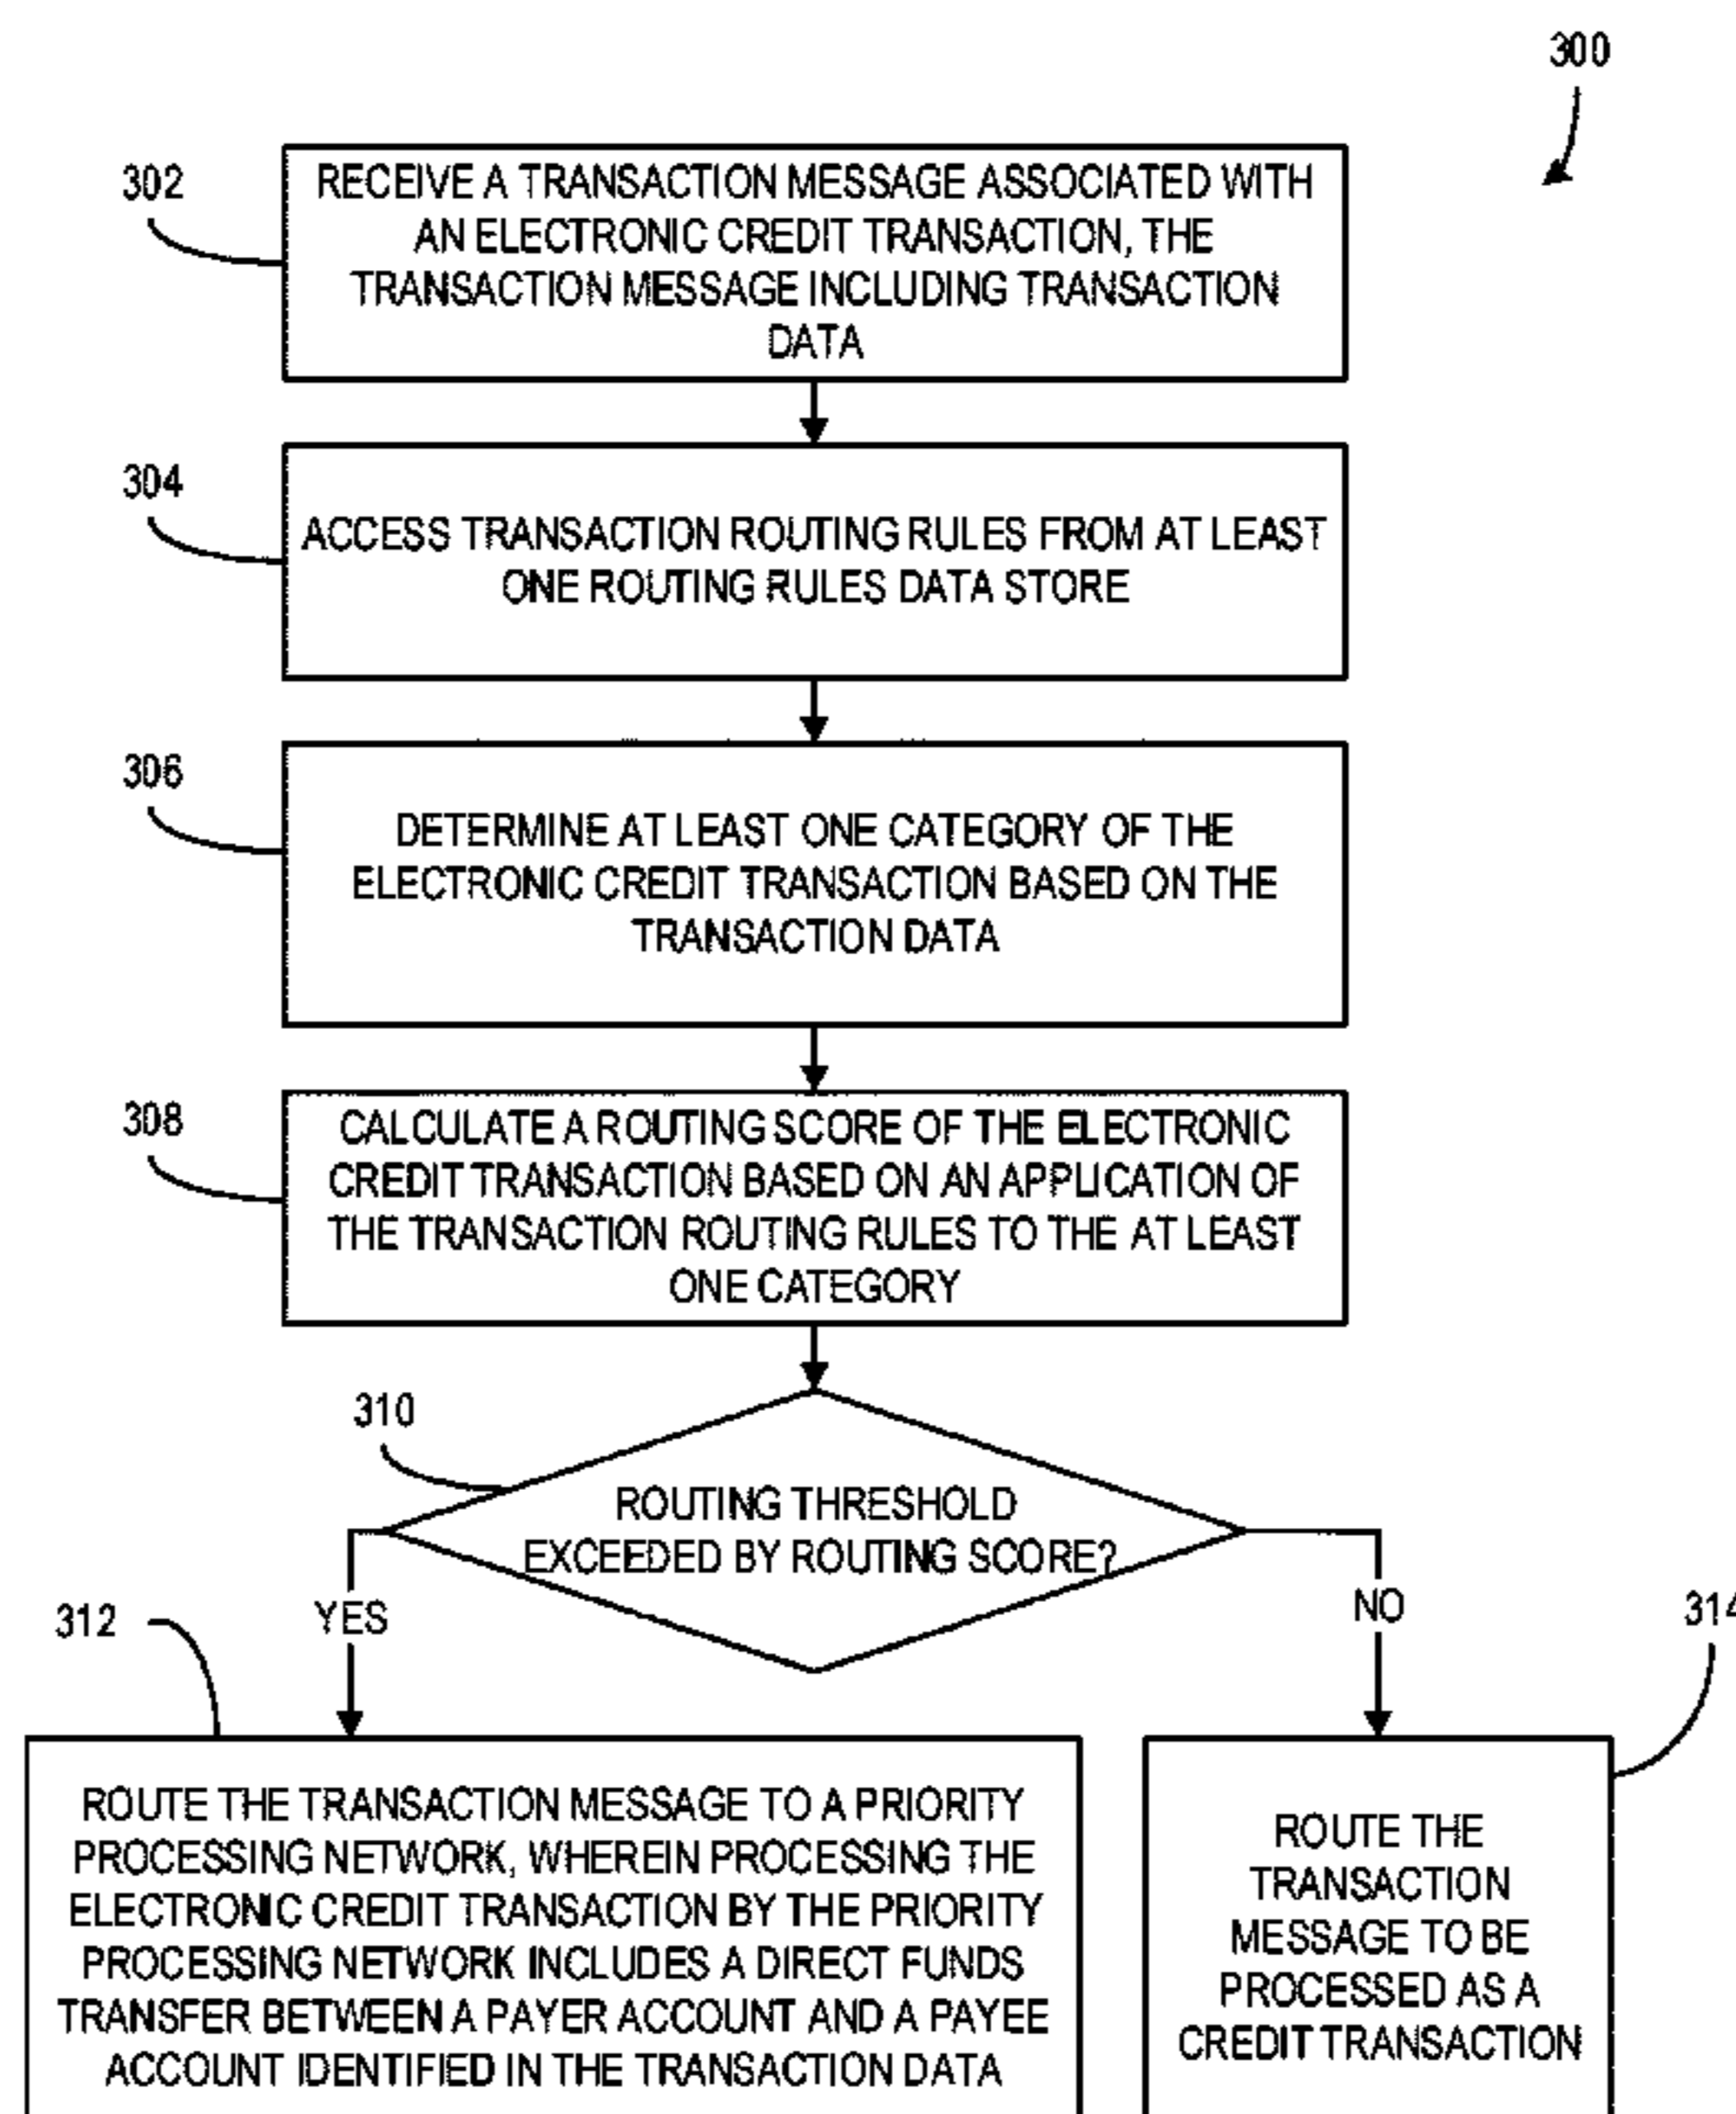 300
302
RECEIVE A TRANSACTION MESSAGE ASSOCIATED WITH
AN ELECTRONIC CREDIT TRANSACTION, THE
TRANSACTION MESSAGE INCLUDING TRANSACTION
DATA
304
ACCESS TRANSACTION ROUTING RULES FROM AT LEAST
ONE ROUTING RULES DATA STORE
306
DETERMINE AT LEAST ONE CATEGORY OF THE
ELECTRONIC CREDIT TRANSACTION BASED ON THE
TRANSACTION DATA
308
CALCULATE A ROUTING SCORE OF THE ELECTRONIC
CREDIT TRANSACTION BASED ON AN APPLICATION OF
THE TRANSACTION ROUTING RULES TO THE AT LEAST
ONE CATEGORY
310
ROUTING THRESHOLD
EXCEEDED BY ROUTING SCORE?
YES
NO
312
314
ROUTE THE TRANSACTION MESSAGE TO A PRIORITY
PROCESSING NETWORK, WHEREIN PROCESSING THE
ELECTRONIC CREDIT TRANSACTION BY THE PRIORITY
PROCESSING NETWORK INCLUDES A DIRECT FUNDS
TRANSFER BETWEEN A PAYER ACCOUNT AND A PAYEE
ACCOUNT IDENTIFIED IN THE TRANSACTION DATA
ROUTE THE
TRANSACTION
MESSAGE TO BE
PROCESSED AS A
CREDIT TRANSACTION